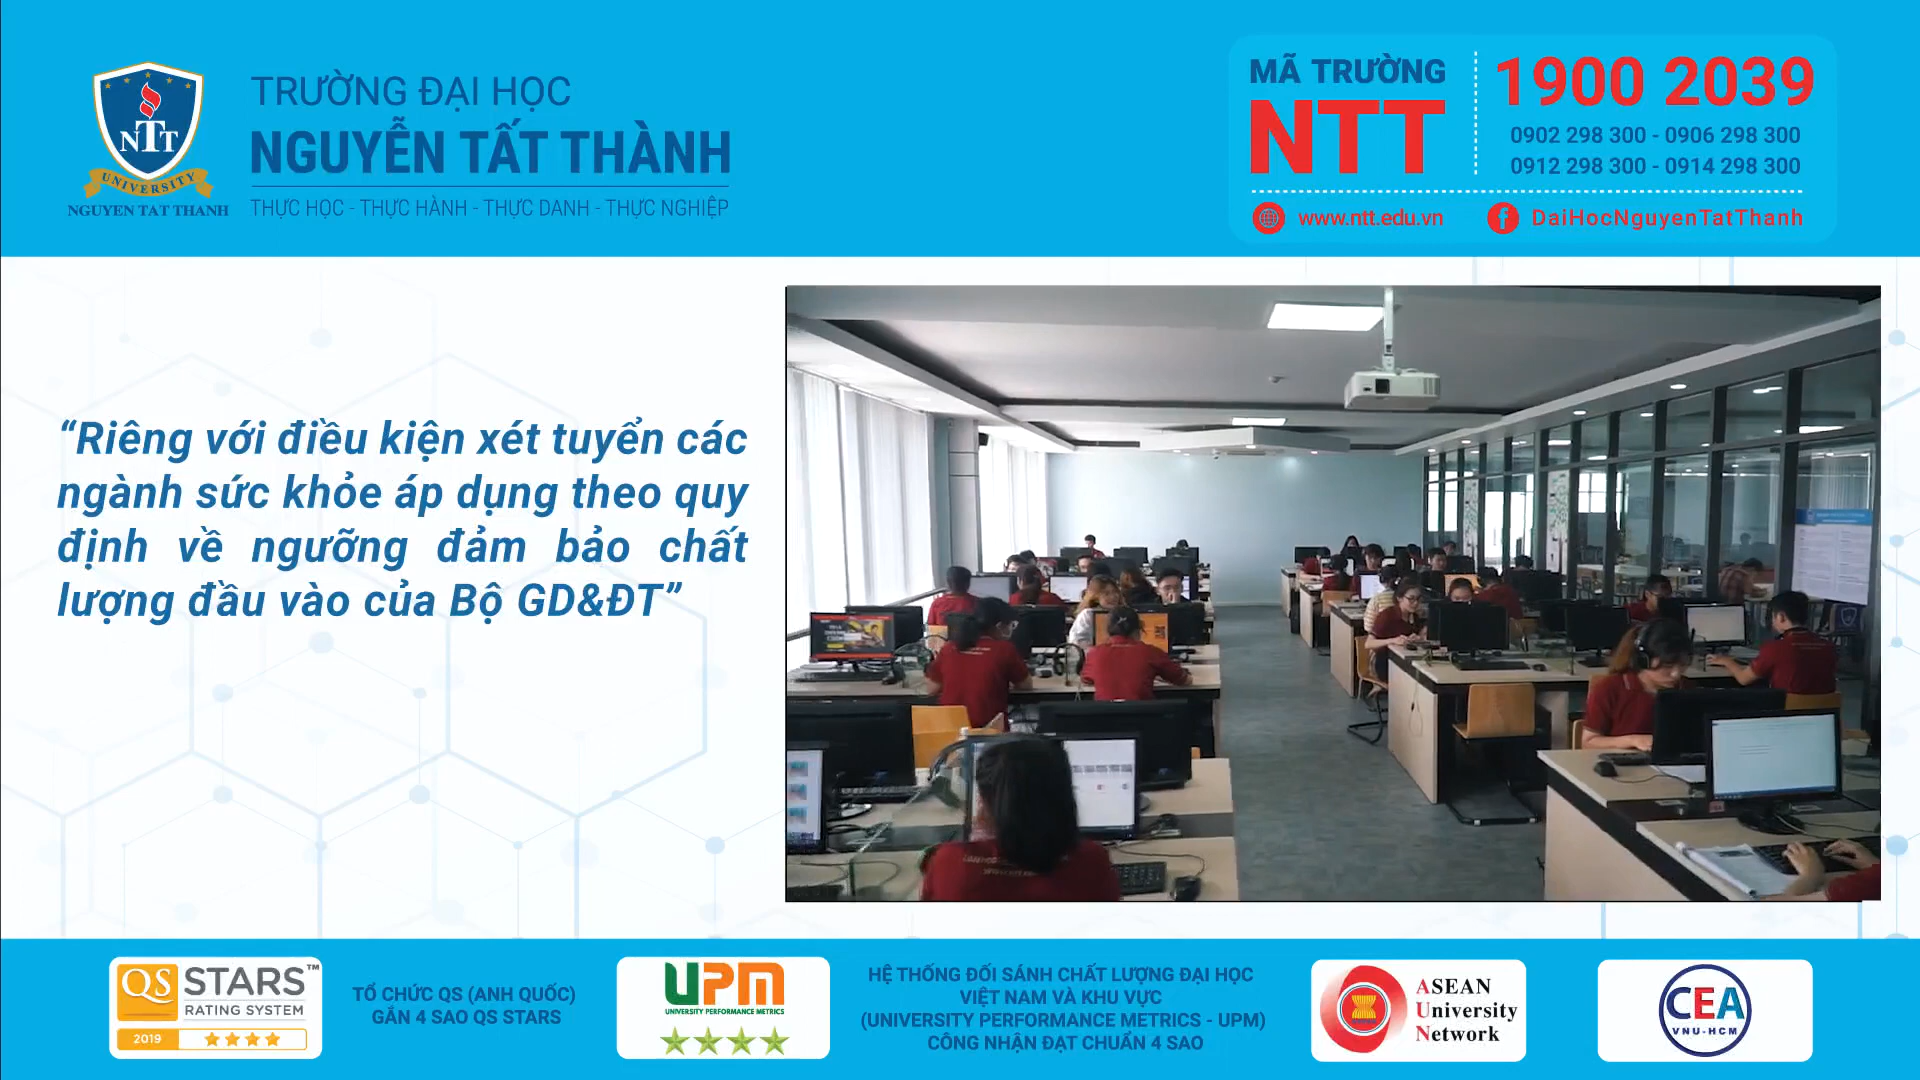 NTT
UNIVERSITY
NGUYEN TAT THANH
TRƯỜNG ĐẠI HỌC
NGUYỄN TẤT THÀNH
THỰC HỌC - THỰC HÀNH - THỰC DANH - THỰC NGHIỆP
MÃ TRƯỜNG
NTT
1900 2039
0902 298 300 - 0906 298 300
0912 298 300 - 0914 298 300
www.ntt.edu.vn
DaiHocNguyenTatThanh
“Riêng với điều kiện xét tuyển các
ngành sức khỏe áp dụng theo quy
định về ngưỡng đảm bảo chất
lượng đầu vào của Bộ GD&ĐT”
QS STARS™
RATING SYSTEM
2019
TỔ CHỨC QS (ANH QUỐC)
GẮN 4 SAO QS STARS
UPM
UNIVERSITY PERFORMANCE METRICS
HỆ THỐNG ĐỐI SÁNH CHẤT LƯỢNG ĐẠI HỌC
VIỆT NAM VÀ KHU VỰC
(UNIVERSITY PERFORMANCE METRICS - UPM)
CÔNG NHẬN ĐẠT CHUẨN 4 SAO
ASEAN
University
Network
CEA
VNU-HCM